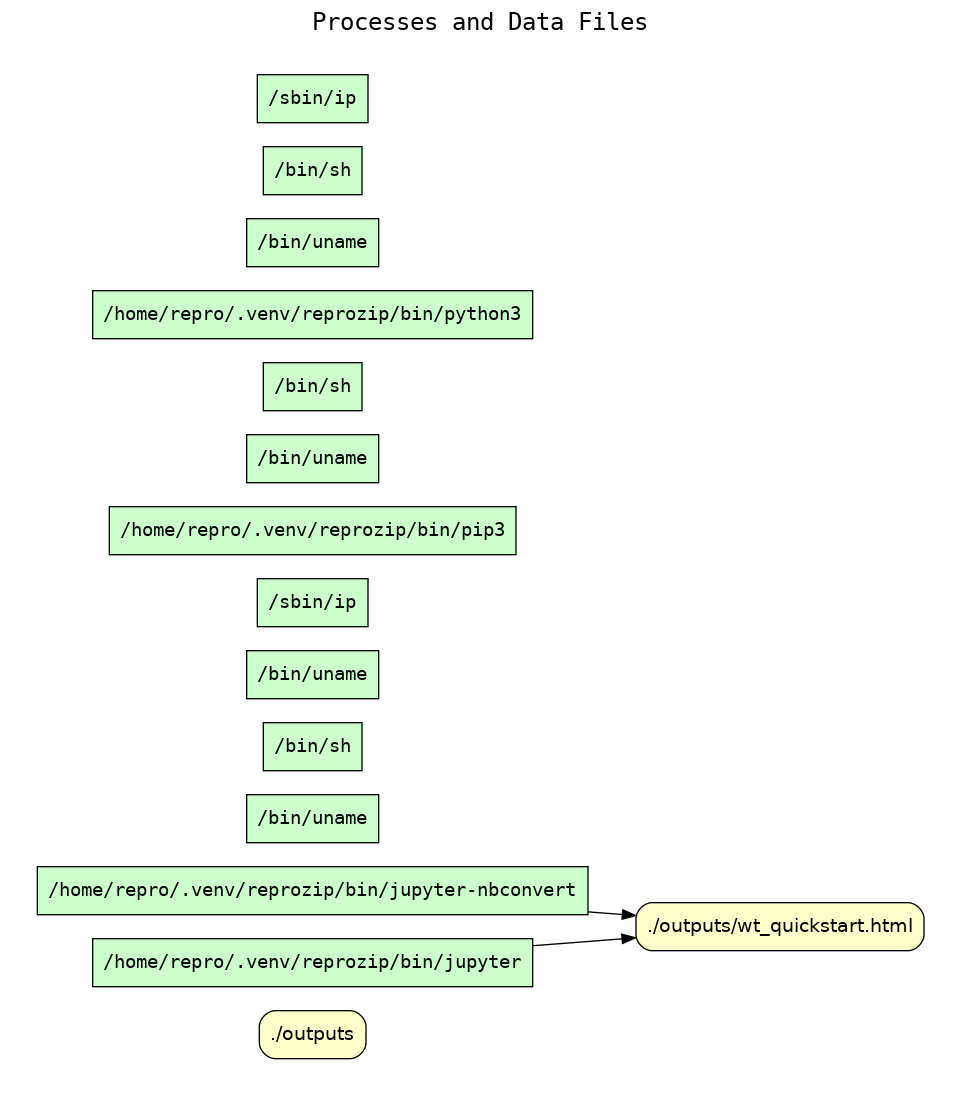 Processes and Data Files
/sbin/ip
/bin/sh
/bin/uname
/home/repro/.venv/reprozip/bin/python3
/bin/sh
/bin/uname
/home/repro/.venv/reprozip/bin/pip3
/sbin/ip
/bin/uname
/bin/sh
/bin/uname
/home/repro/.venv/reprozip/bin/jupyter-nbconvert
./outputs/wt_quickstart.html
/home/repro/.venv/reprozip/bin/jupyter
./outputs